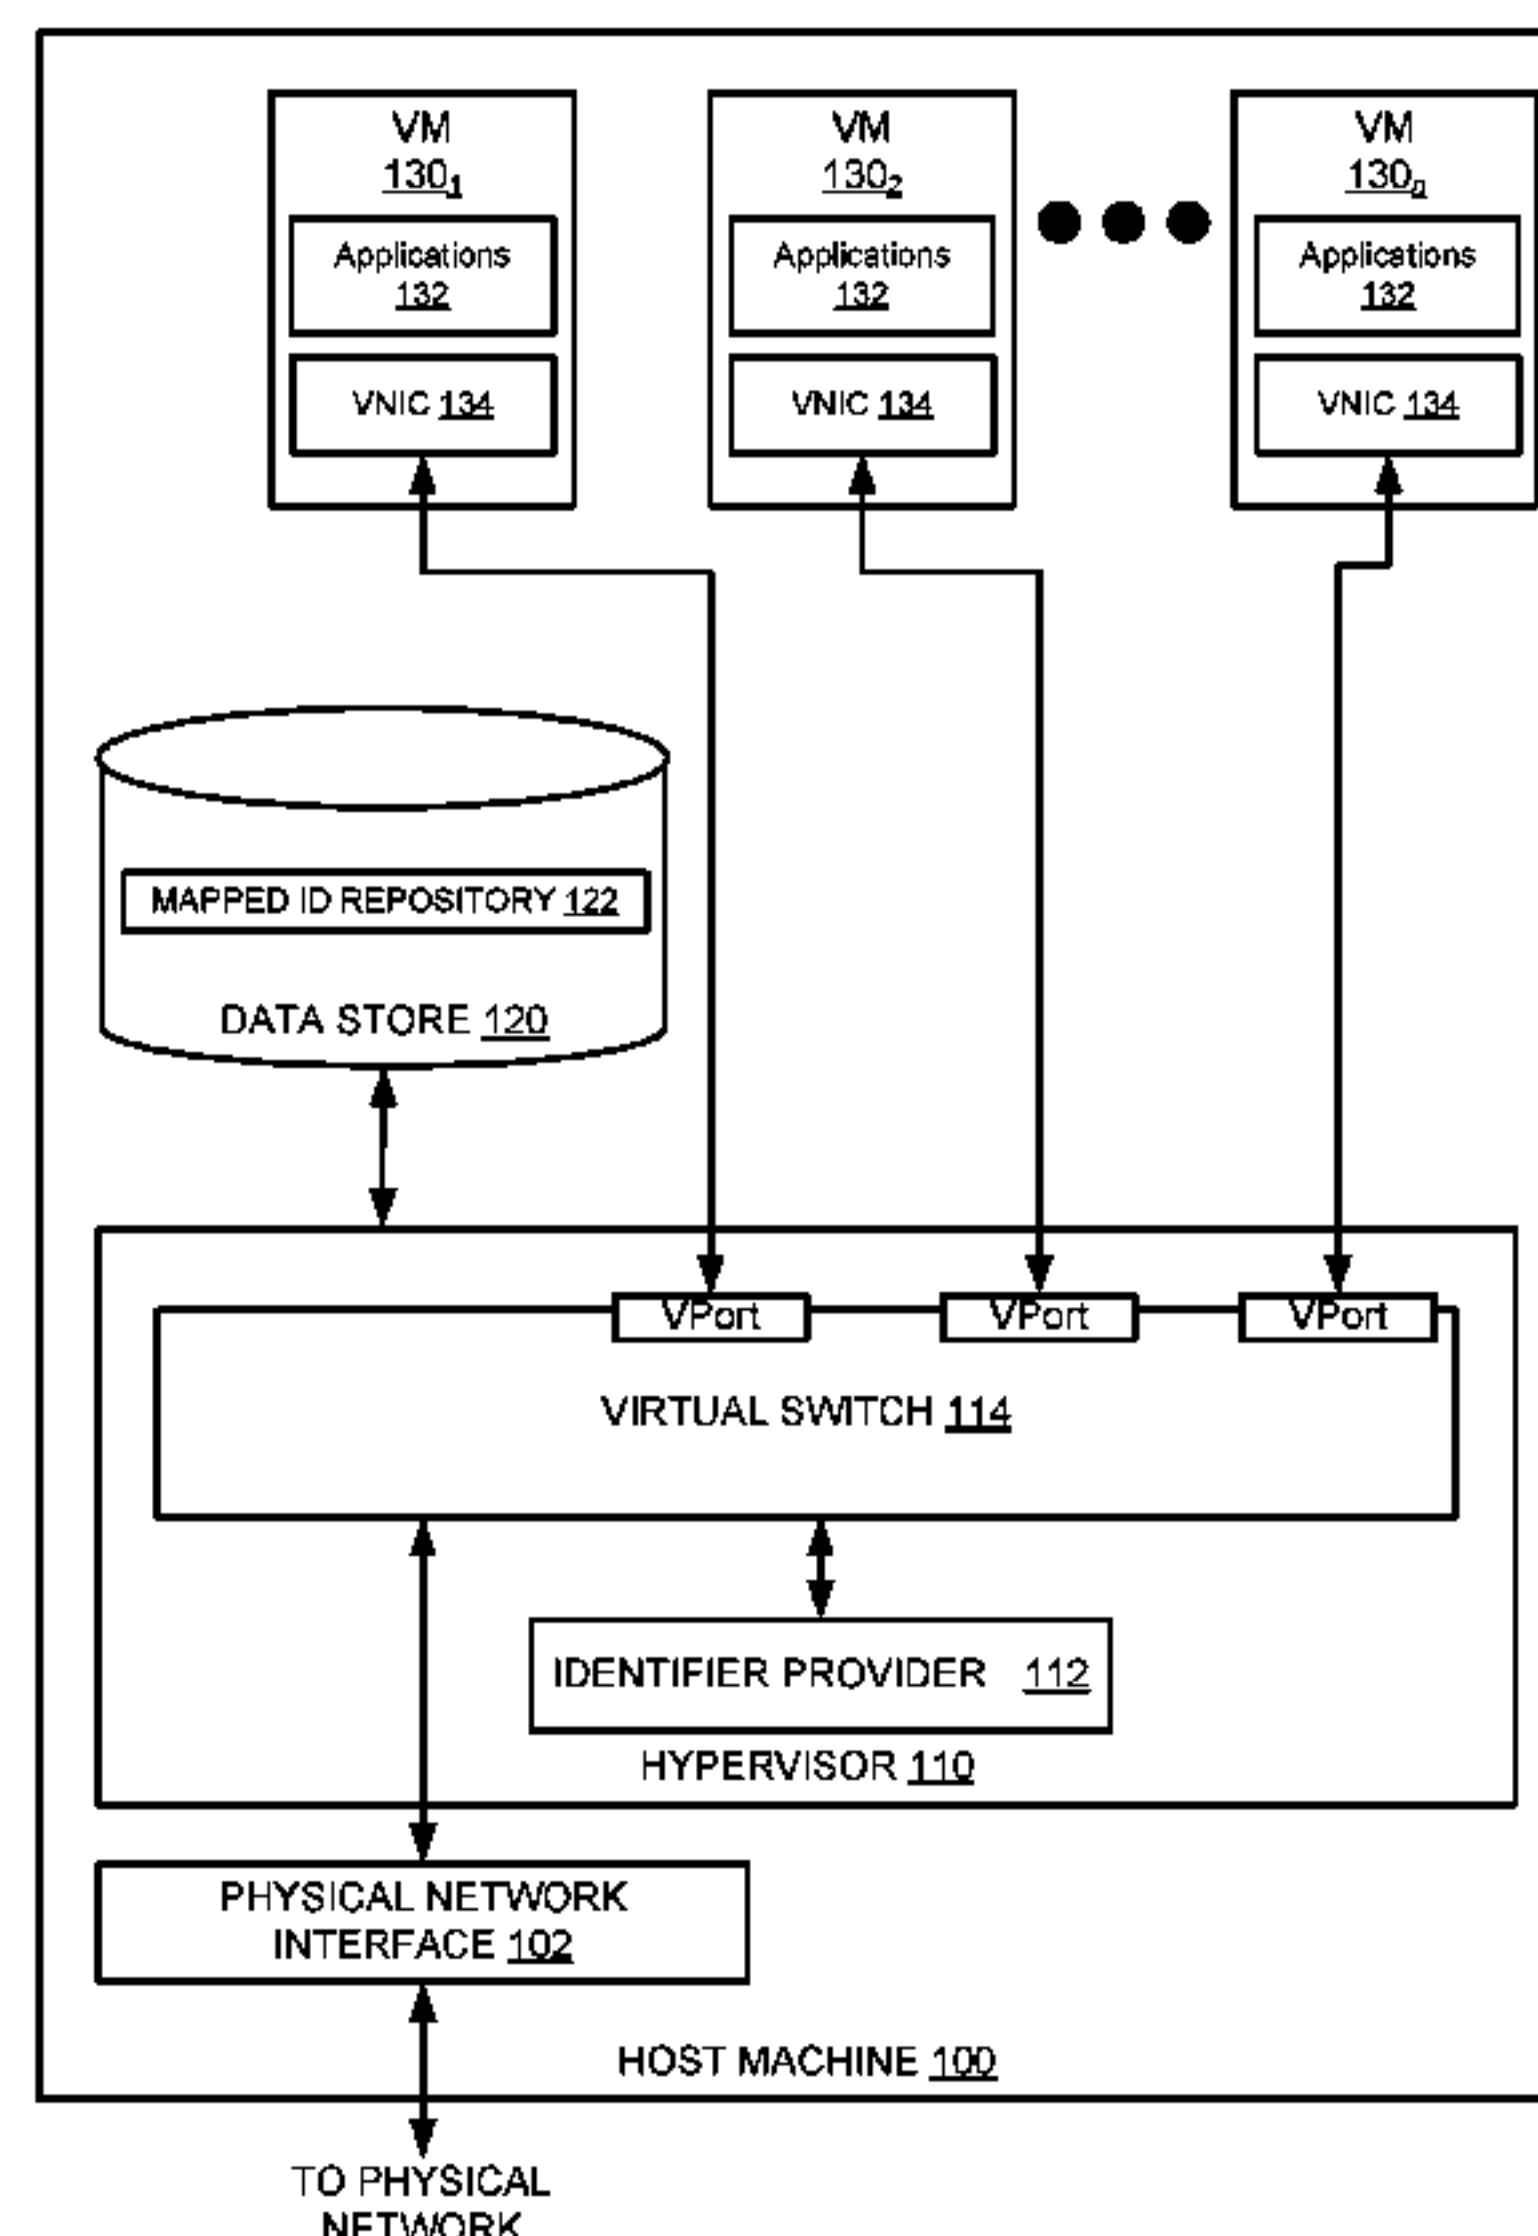 VM
130₁
Applications
132
VNIC 134
VM
130₂
Applications
132
VNIC 134
VM
130ₙ
Applications
132
VNIC 134
MAPPED ID REPOSITORY 122
DATA STORE 120
VPort
VPort
VPort
VIRTUAL SWITCH 114
IDENTIFIER PROVIDER 112
HYPERVISOR 110
PHYSICAL NETWORK
INTERFACE 102
HOST MACHINE 100
TO PHYSICAL
NETWORK